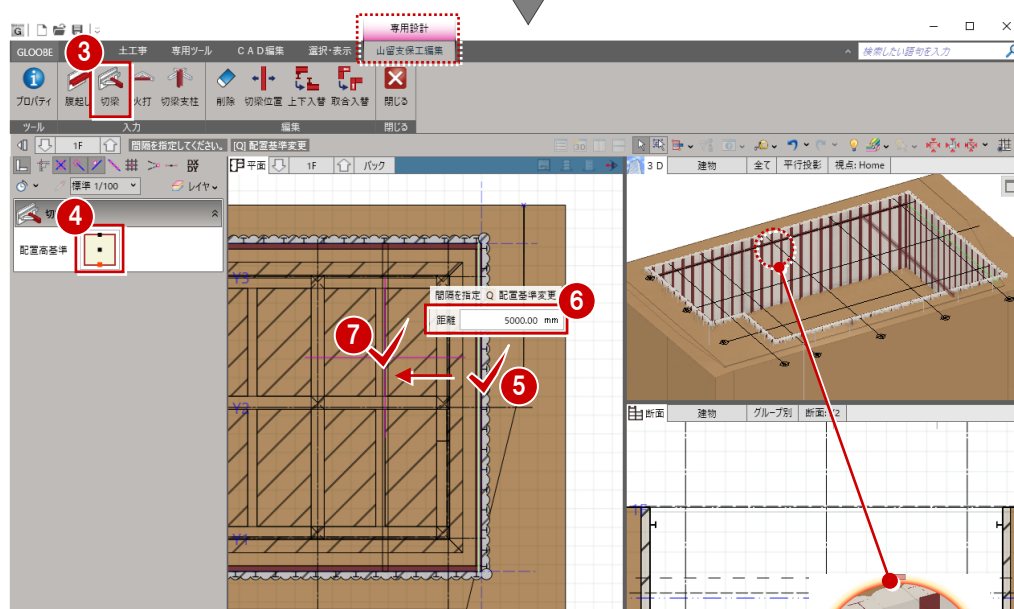 専用設計
GLOOBE
3
土工事
専用ツール
CAD編集
選択・表示
山留支保工編集
検索したい語句を入力
プロパティ
腹起し
切梁
火打
切梁支柱
削除
切梁位置
上下入替
取合入替
閉じる
ツール
入力
編集
閉じる
1F
間隔を指定してください。
[Q] 配置基準変更
標準 1/100
レイヤ
平面
1F
バック
3D
建物
全て
平行投影
視点: Home
4
切
配置高基準
Y3
間隔を指定 Q 配置基準変更
6
距離 5000.00 mm
7
5
Y2
断面
建物
グループ別
Y1